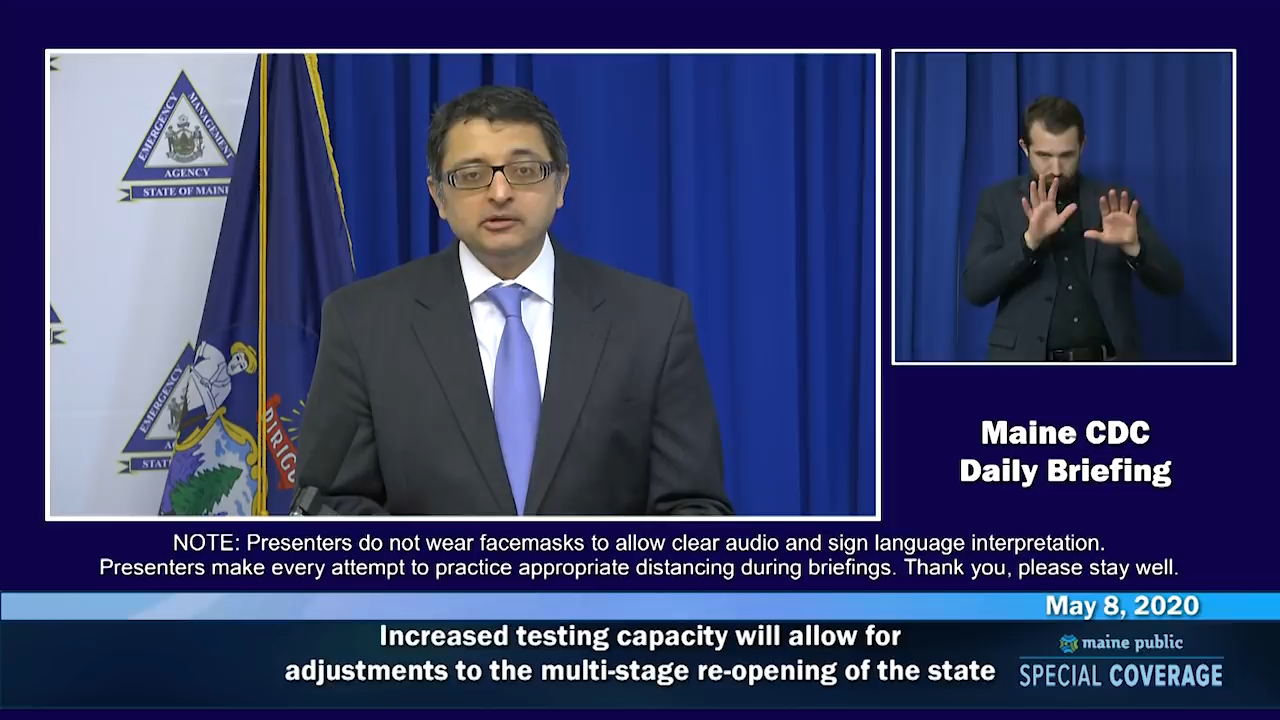 EMERGENCY
MANAGEMENT
AGENCY
STATE OF MAINE
EMERGENCY
DIRIGO
Maine CDC
Daily Briefing
NOTE: Presenters do not wear facemasks to allow clear audio and sign language interpretation.
Presenters make every attempt to practice appropriate distancing during briefings. Thank you, please stay well.
May 8, 2020
Increased testing capacity will allow for
adjustments to the multi-stage re-opening of the state
maine public
SPECIAL COVERAGE